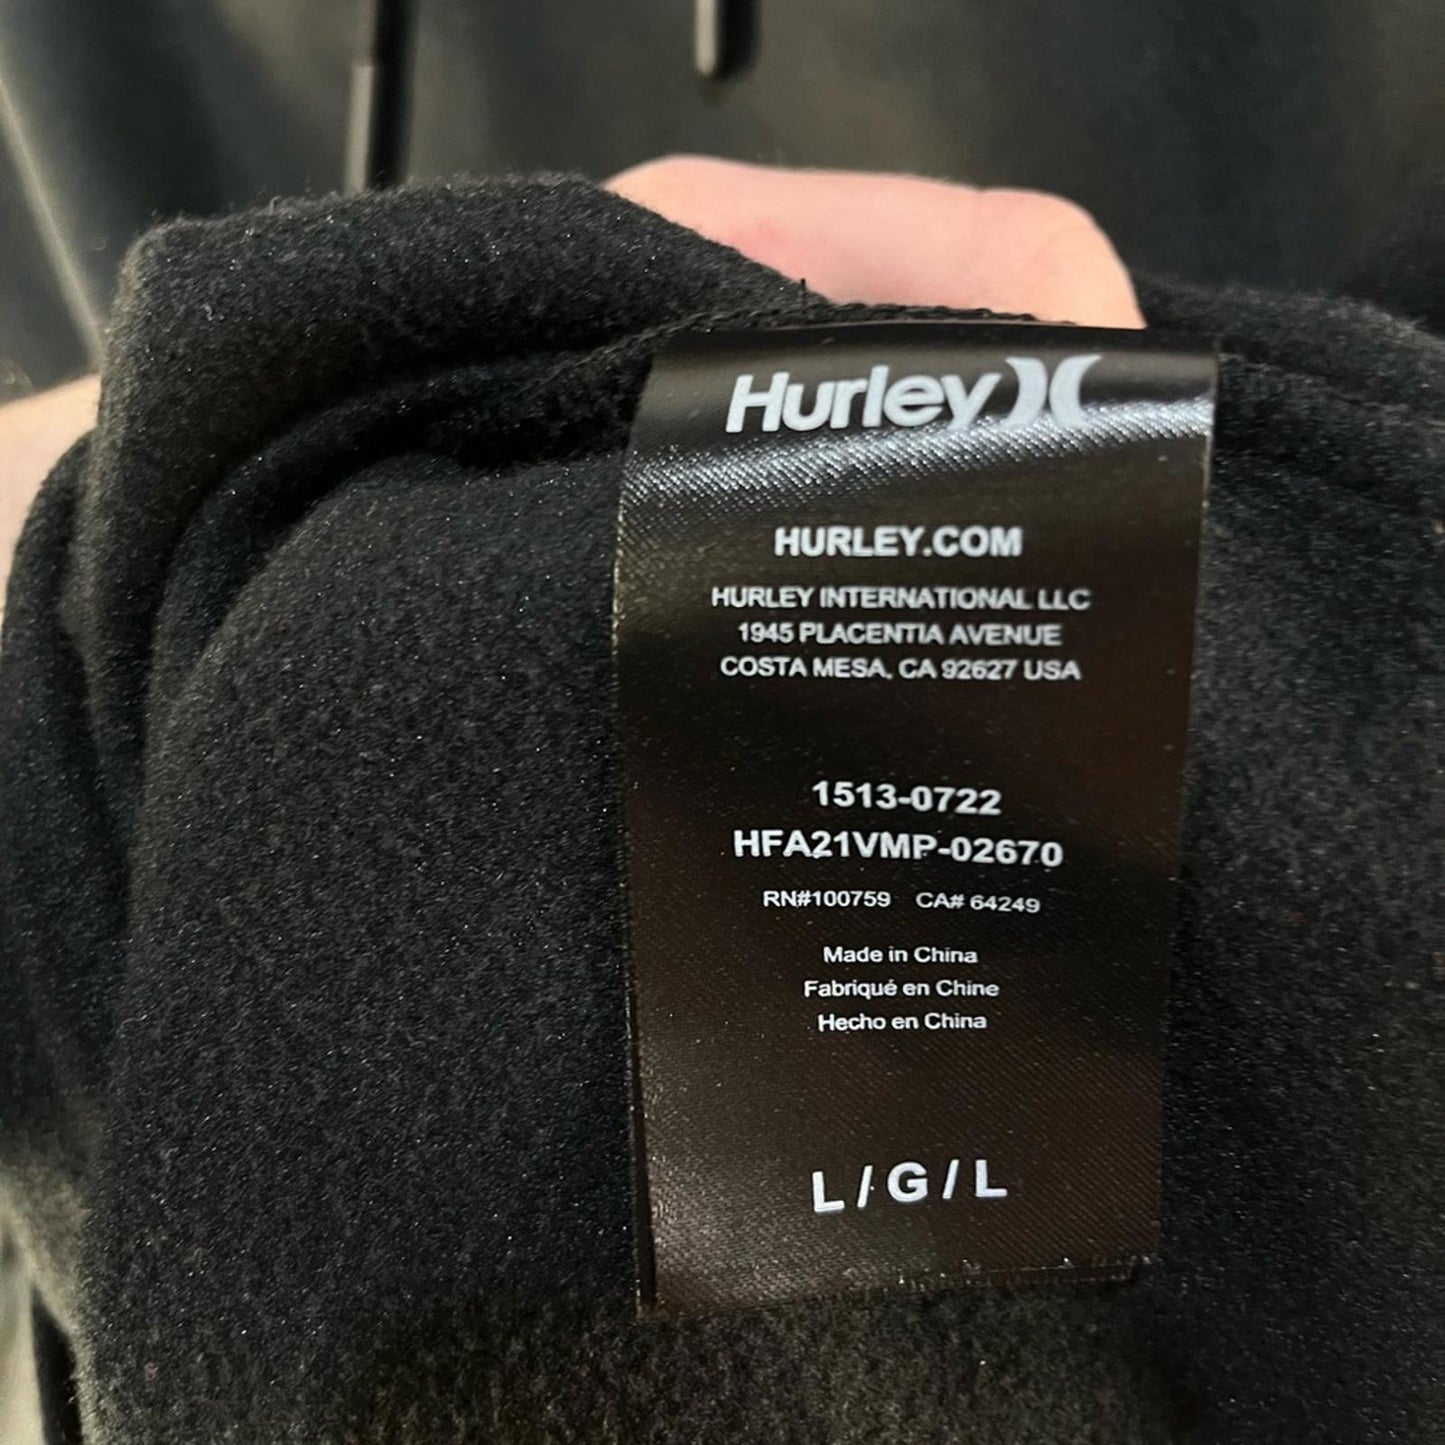 Hurley
HURLEY.COM
HURLEY INTERNATIONAL LLC
1945 PLACENTIA AVENUE
COSTA MESA, CA 92627 USA
1513-0722
HFA21VMP-02670
RN#100759 CA# 64249
Made in China
Fabriqué en Chine
Hecho en China
L / G / L